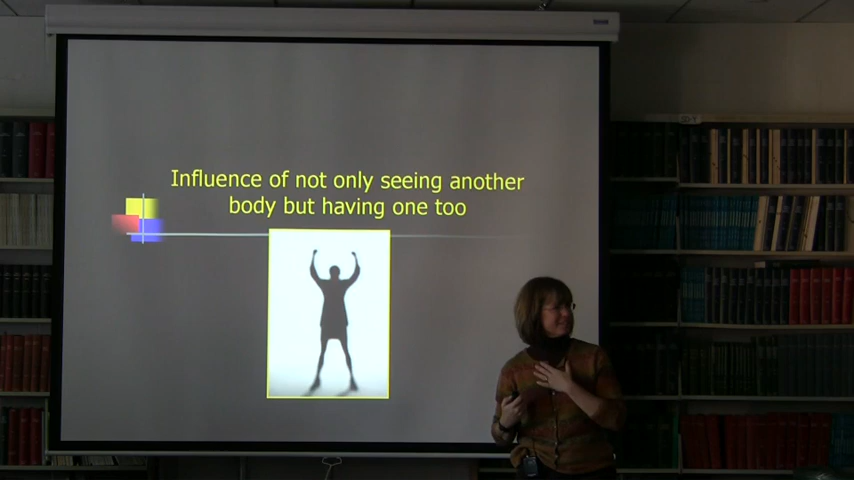 Influence of not only seeing another
body but having one too